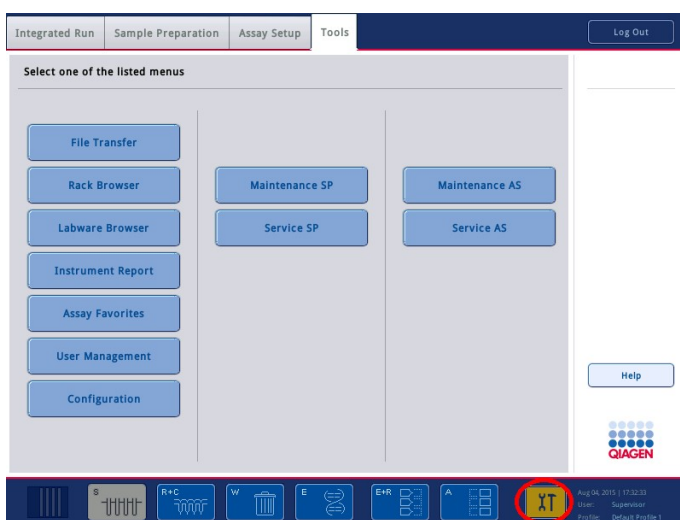 Integrated Run
Sample Preparation
Assay Setup
Tools
Log Out
Select one of the listed menus
File Transfer
Rack Browser
Maintenance SP
Maintenance AS
Labware Browser
Service SP
Service AS
Instrument Report
Assay Favorites
User Management
Help
Configuration
QIAGEN
S
R+C
W
E
E+R
A
Aug 04, 2015 | 17:32:33
User: Supervisor
Profile: Default Profile 1